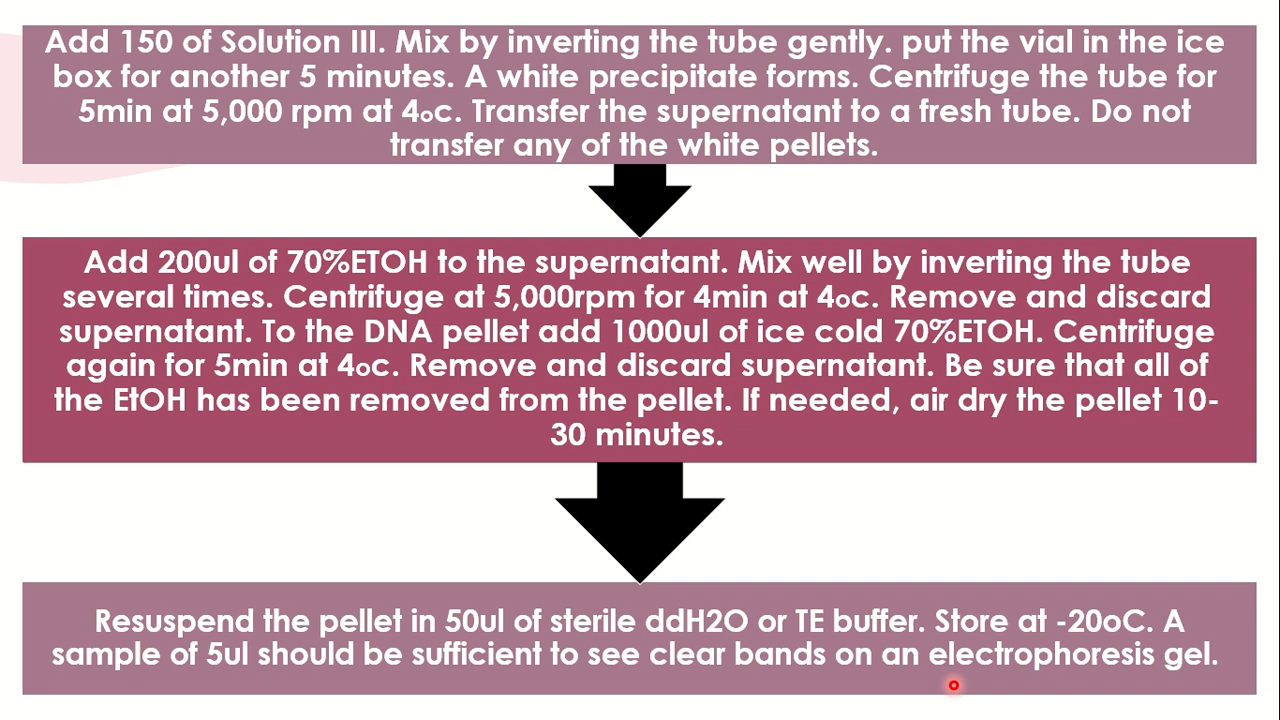 Add 150 of Solution III. Mix by inverting the tube gently. put the vial in the ice
box for another 5 minutes. A white precipitate forms. Centrifuge the tube for
5min at 5,000 rpm at 4oc. Transfer the supernatant to a fresh tube. Do not
transfer any of the white pellets.
Add 200ul of 70%ETOH to the supernatant. Mix well by inverting the tube
several times. Centrifuge at 5,000rpm for 4min at 4oc. Remove and discard
supernatant. To the DNA pellet add 1000ul of ice cold 70%ETOH. Centrifuge
again for 5min at 4oc. Remove and discard supernatant. Be sure that all of
the EtOH has been removed from the pellet. If needed, air dry the pellet 10-
30 minutes.
Resuspend the pellet in 50ul of sterile ddH2O or TE buffer. Store at -20oC. A
sample of 5ul should be sufficient to see clear bands on an electrophoresis gel.